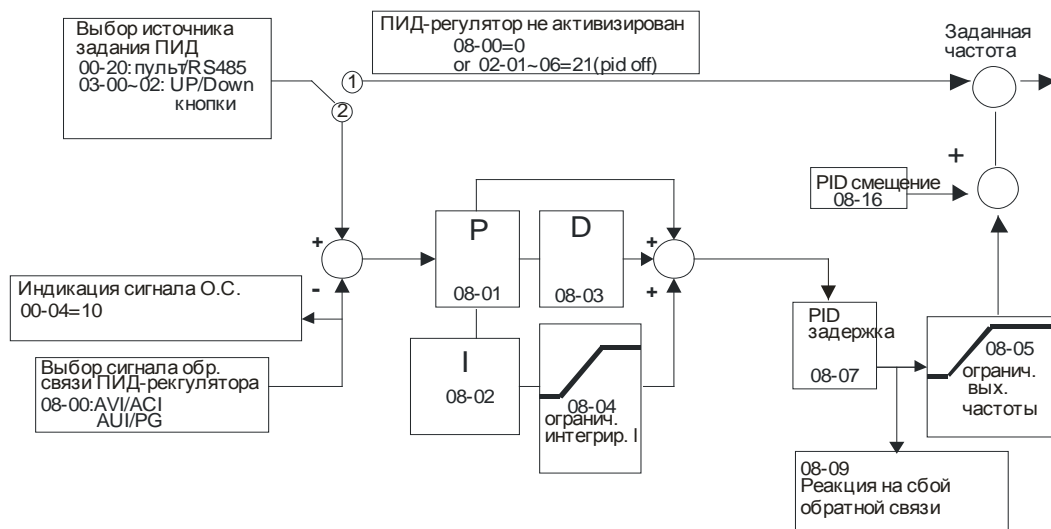 Выбор источника
задания ПИД
00-20: пульт/RS485
03-00~02: UP/Down
кнопки
ПИД-регулятор не активизирован
08-00=0
or 02-01~06=21(pid off)
Заданная
частота
1
2
+
PID смещение
08-16
P
08-01
D
08-03
+
+
+
-
Индикация сигнала О.С.
00-04=10
PID
задержка
08-07
08-05
огранич.
вых.
частоты
I
08-02
08-04
огранич.
интегрир. I
Выбор сигнала обр.
связи ПИД-рекгулятора
08-00:AVI/ACI
AUI/PG
08-09
Реакция на сбой
обратной связи